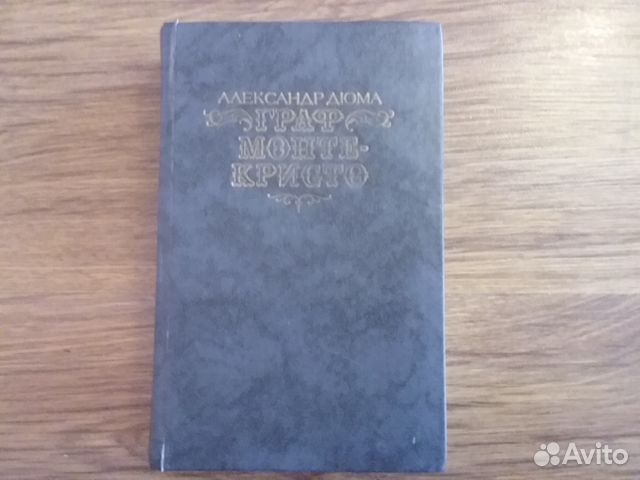 АЛЕКСАНДР ДЮМА
ГРАФ
МОНТЕ-
КРИСТО
Avito